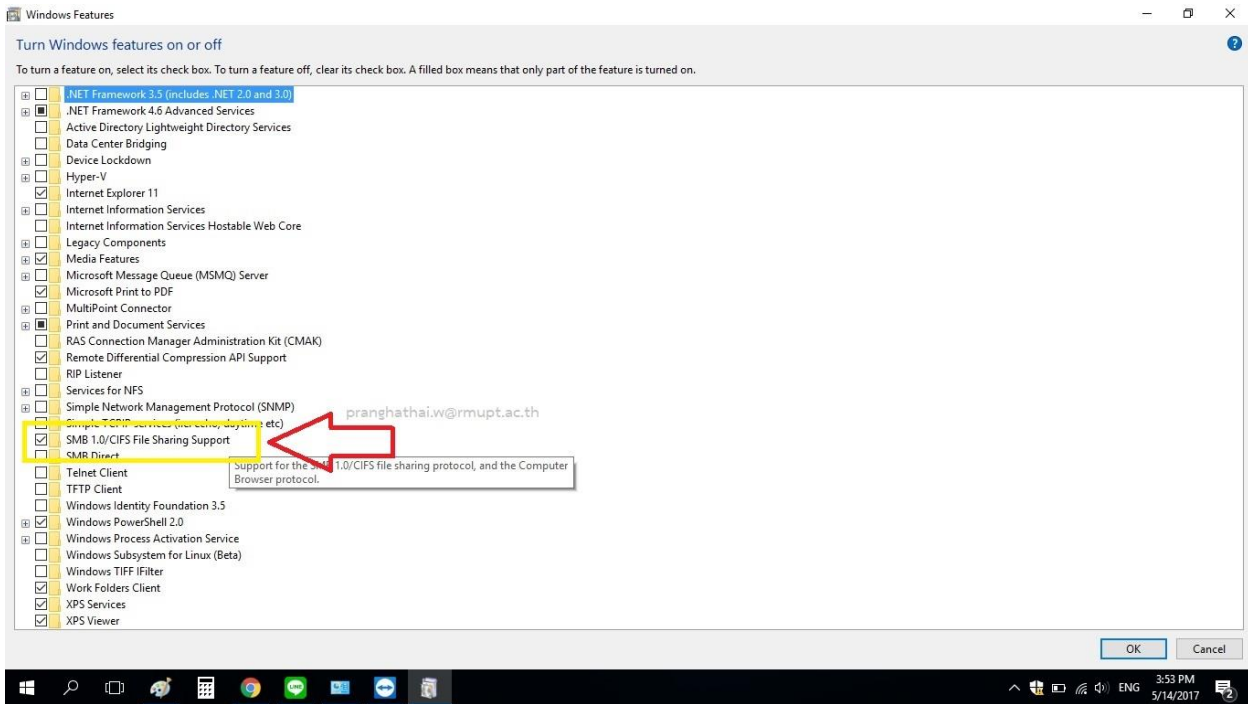 Windows Features
Turn Windows features on or off
To turn a feature on, select its check box. To turn a feature off, clear its check box. A filled box means that only part of the feature is turned on.
.NET Framework 3.5 (includes .NET 2.0 and 3.0)
.NET Framework 4.6 Advanced Services
Active Directory Lightweight Directory Services
Data Center Bridging
Device Lockdown
Hyper-V
Internet Explorer 11
Internet Information Services
Internet Information Services Hostable Web Core
Legacy Components
Media Features
Microsoft Message Queue (MSMQ) Server
Microsoft Print to PDF
MultiPoint Connector
Print and Document Services
RAS Connection Manager Administration Kit (CMAK)
Remote Differential Compression API Support
RIP Listener
Services for NFS
Simple Network Management Protocol (SNMP)
pranghathai.w@rmupt.ac.th
Simple TCPIP services (i.e. echo, daytime etc)
SMB 1.0/CIFS File Sharing Support
SMB Direct
Support for the SMB 1.0/CIFS file sharing protocol, and the Computer
Browser protocol.
Telnet Client
TFTP Client
Windows Identity Foundation 3.5
Windows PowerShell 2.0
Windows Process Activation Service
Windows Subsystem for Linux (Beta)
Windows TIFF IFilter
Work Folders Client
XPS Services
XPS Viewer
OK Cancel
LINE
ENG
3:53 PM
5/14/2017
2